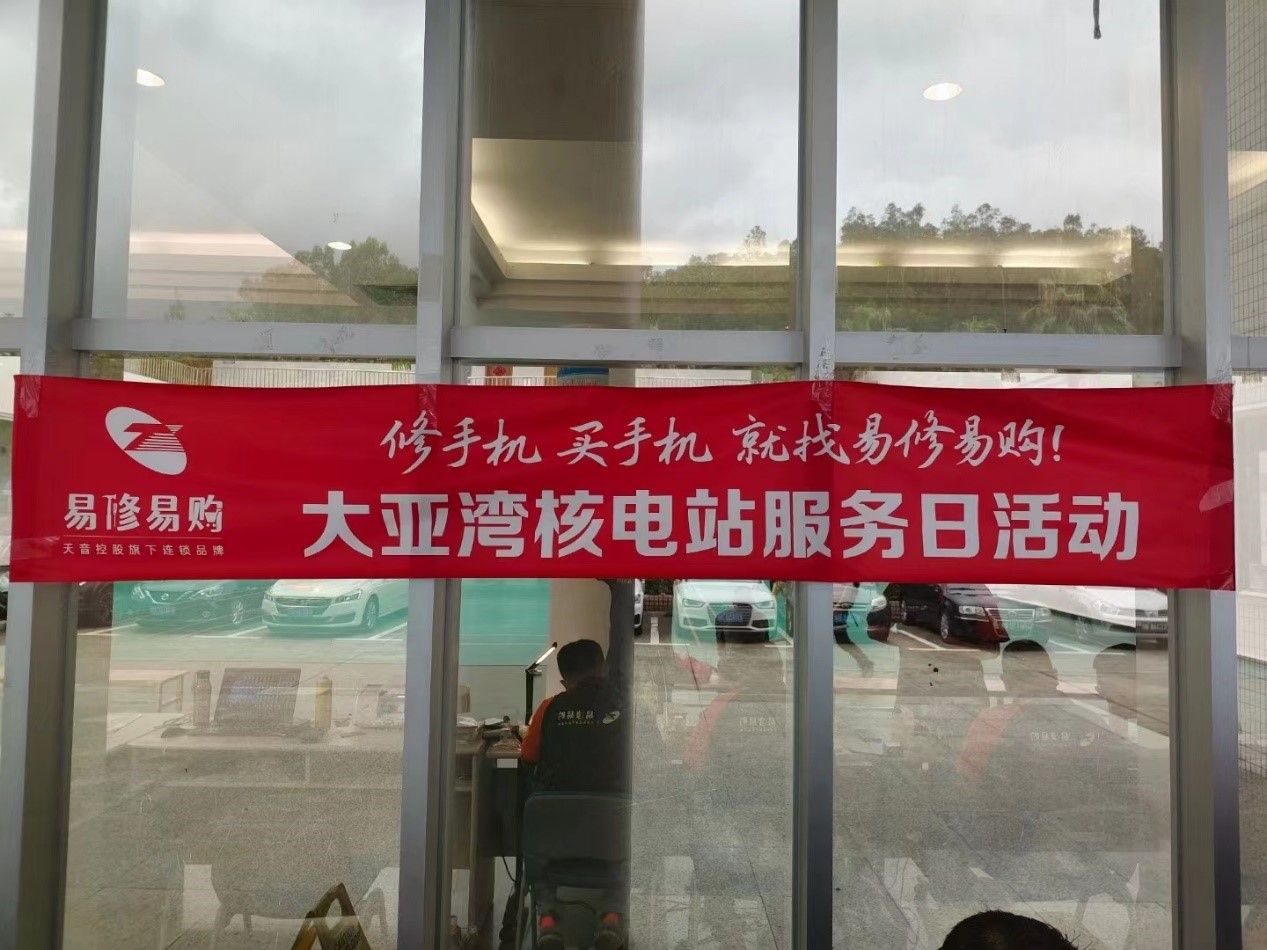 修手机 买手机 就找易修易购!
易修易购
天音控股旗下连锁品牌
大亚湾核电站服务日活动